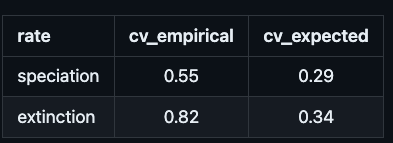 rate cv_empirical cv_expected
speciation 0.55 0.29
extinction 0.82 0.34